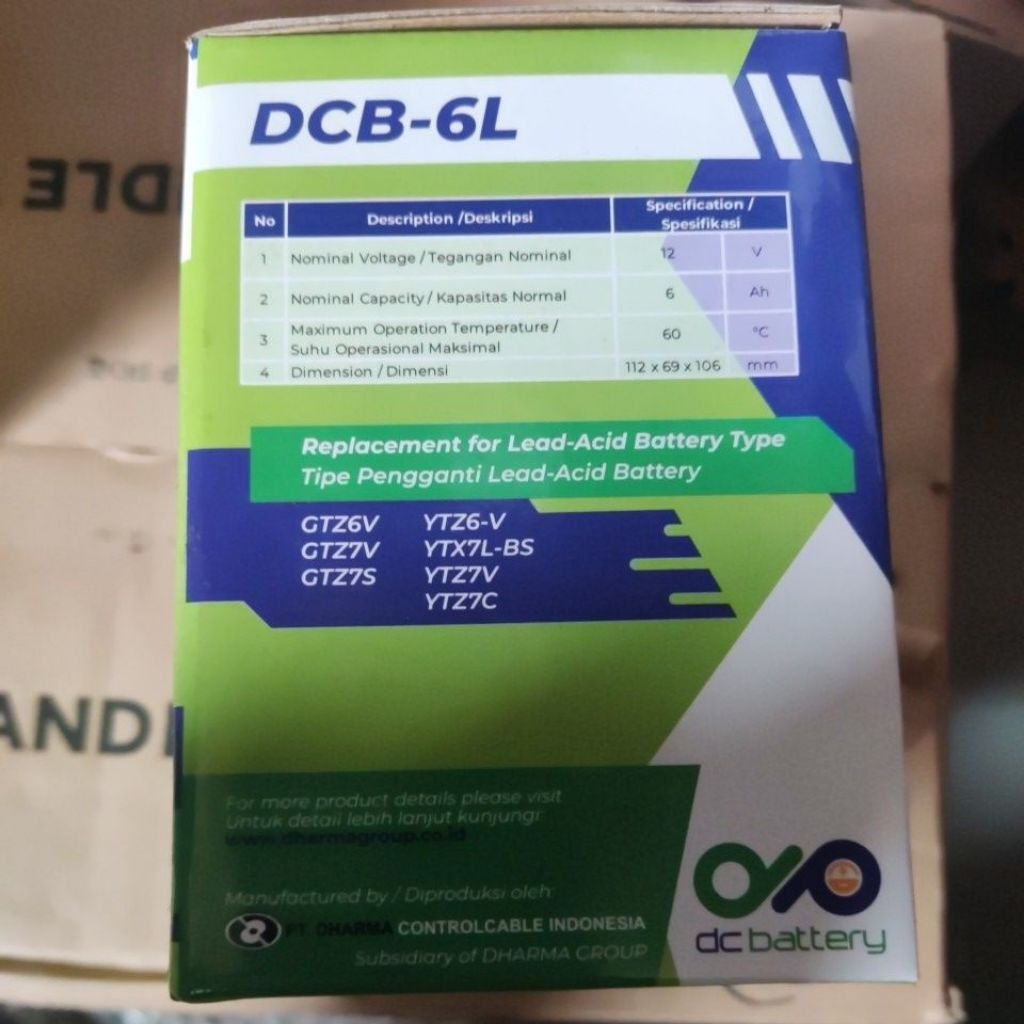 DCB-6L
No Description /Deskripsi Specification / Spesifikasi
1 Nominal Voltage / Tegangan Nominal 12 V
2 Nominal Capacity / Kapasitas Normal 6 Ah
3 Maximum Operation Temperature / Suhu Operasional Maksimal 60 °C
4 Dimension / Dimensi 112 x 69 x 106 mm
Replacement for Lead-Acid Battery Type
Tipe Pengganti Lead-Acid Battery
GTZ6V YTZ6-V
GTZ7V YTX7L-BS
GTZ7S YTZ7V
YTZ7C
For more product details please visit
Untuk detail lebih lanjut kunjungi:
www.dharmagroup.co.id
Manufactured by / Diproduksi oleh:
PT. DHARMA CONTROLCABLE INDONESIA
Subsidiary of DHARMA GROUP
dc battery